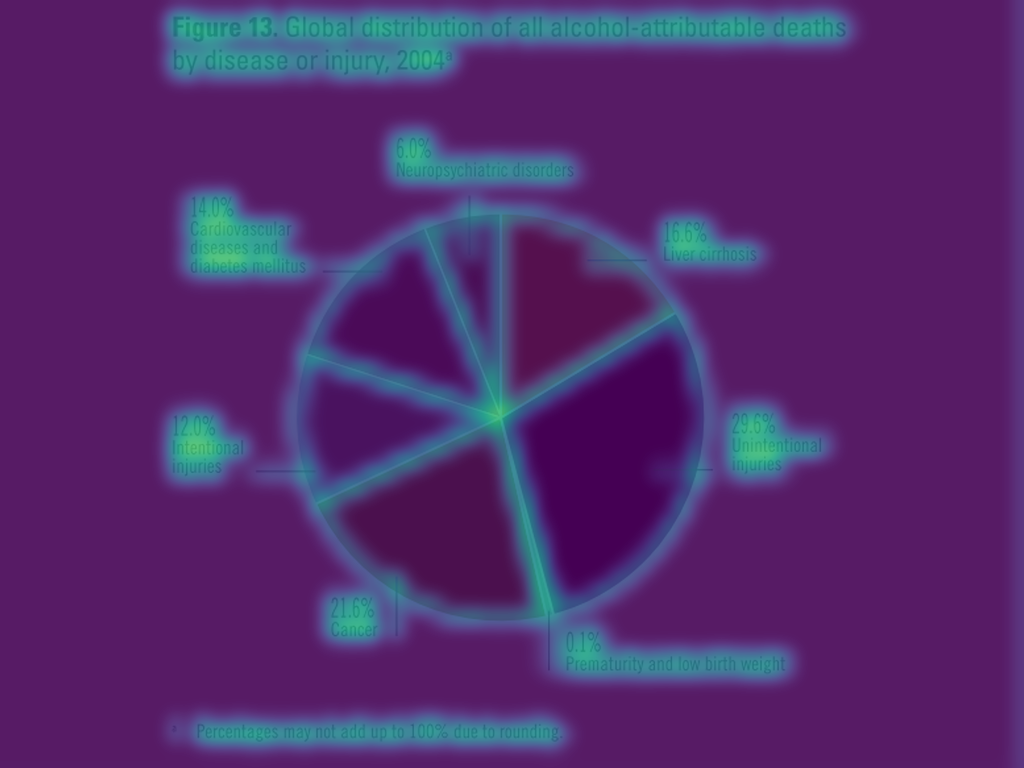 Figure 13. Global distribution of all alcohol-attributable deaths
by disease or injury, 2004ª
6.0%
Neuropsychiatric disorders
14.0%
Cardiovascular
diseases and
diabetes mellitus
16.6%
Liver cirrhosis
12.0%
Intentional
injuries
29.6%
Unintentional
injuries
21.6%
Cancer
0.1%
Prematurity and low birth weight
ª Percentages may not add up to 100% due to rounding.